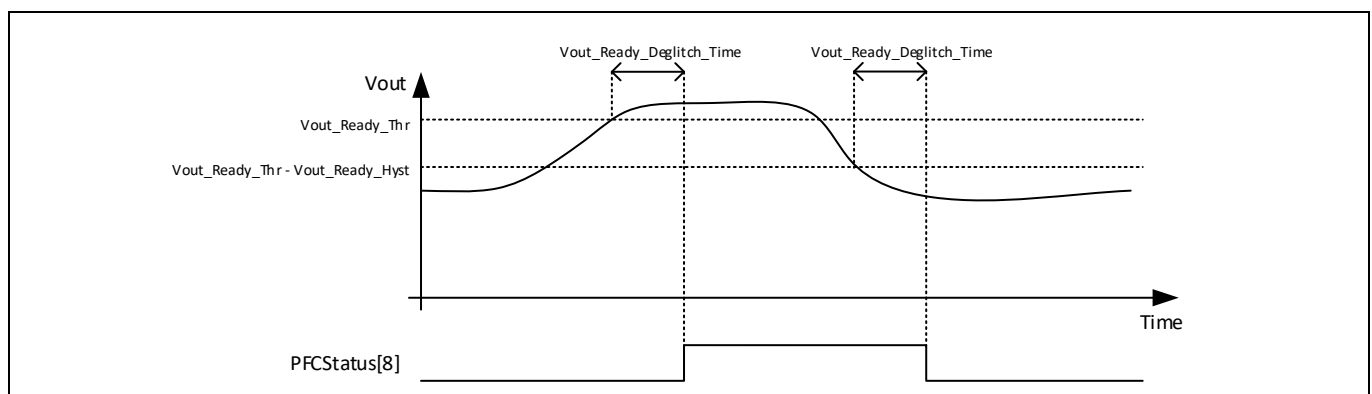 Vout_Ready_Deglitch_Time Vout_Ready_Deglitch_Time
Vout
Vout_Ready_Thr
Vout_Ready_Thr - Vout_Ready_Hyst
Time
PFCStatus[8]